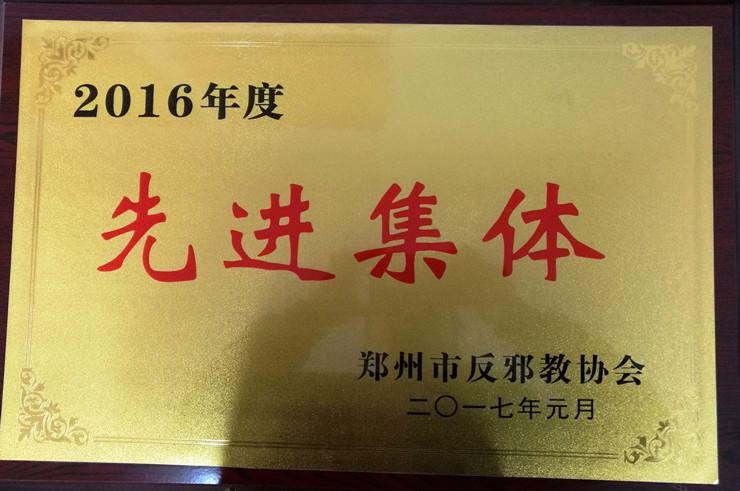 2016年度
先进集体
郑州市反邪教协会
二〇一七年元月